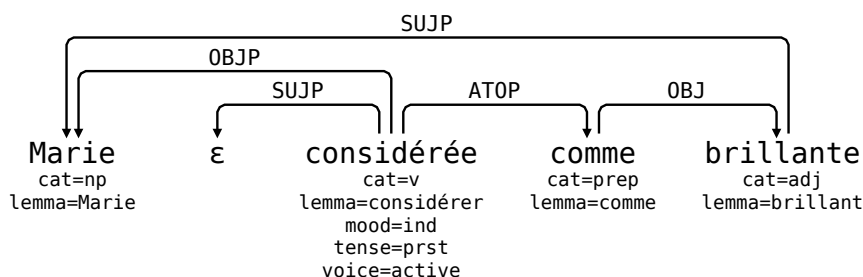 SUJP
OBJP
SUJP ATOP OBJ
Marie ε considérée comme brillante
cat=np cat=v cat=prep cat=adj
lemma=Marie lemma=considérer lemma=comme lemma=brillant
mood=ind
tense=prst
voice=active